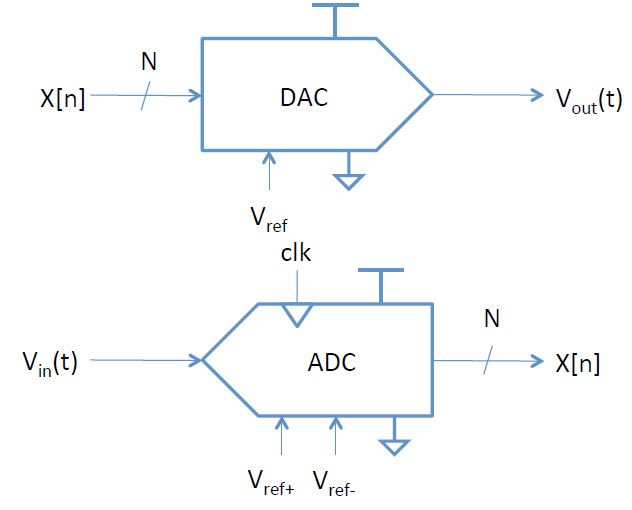 N
X[n]
DAC
Vout(t)
Vref
clk
N
Vin(t)
ADC
X[n]
Vref+
Vref-